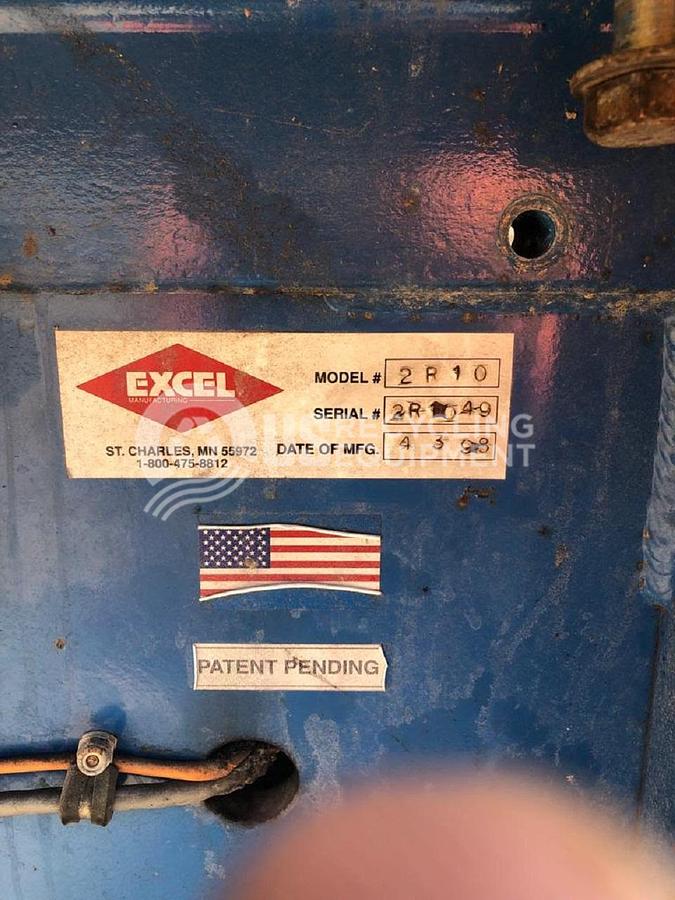 EXCEL
MANUFACTURING
ST. CHARLES, MN 55972
1-800-475-8812
MODEL # 2R10
SERIAL #
DATE OF MFG. 4 3
US RECYCLING
EQUIPMENT
PATENT PENDING